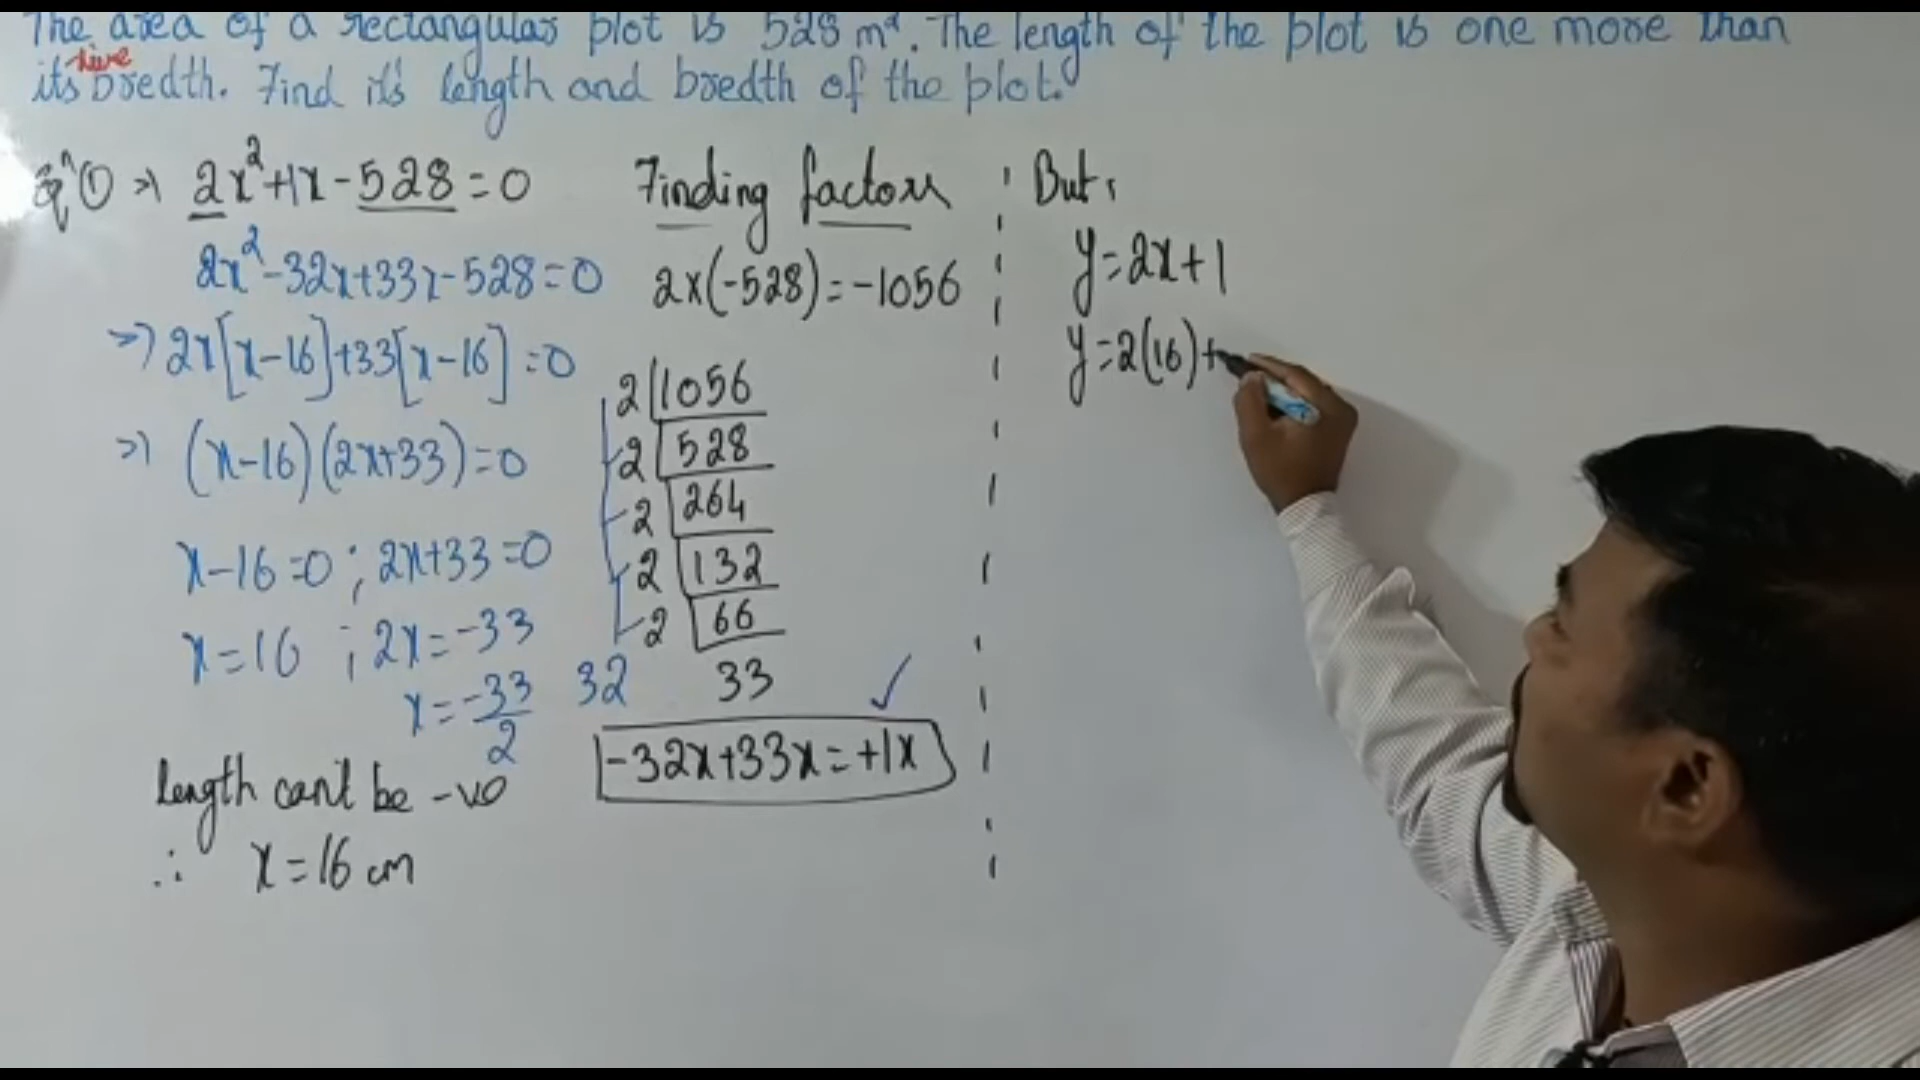 The area of a rectangular plot is 528 m². The length of the plot is one more than
its bredth. Find it's length and bredth of the plot.
eqⁿ ① => 2x²+1x-528=0
2x²-32x+33x-528=0
=> 2x[x-16]+33[x-16]=0
=> (x-16)(2x+33)=0
x-16=0 ; 2x+33=0
x=16 ; 2x=-33
x=-33/2
length can't be -ve
∴ x=16 cm
Finding factors
2x(-528)=-1056
2 1056
2 528
2 264
2 132
2 66
32 33
✓
-32x+33x=+1x
But,
y=2x+1
y=2(16)+